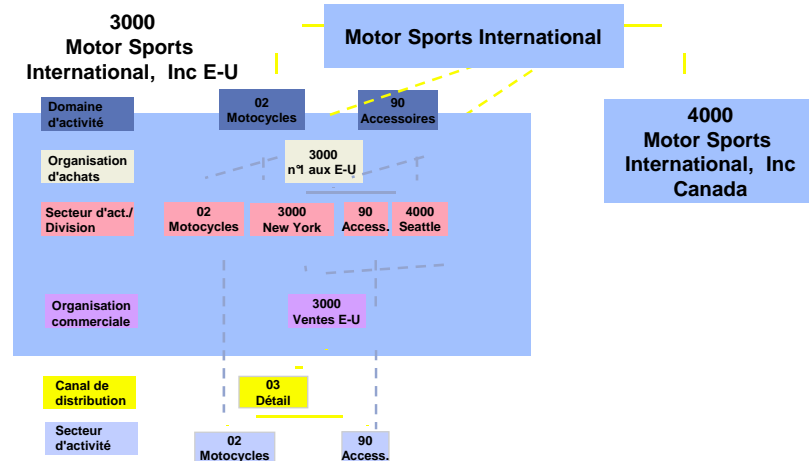 3000
Motor Sports
International, Inc E-U
Motor Sports International
4000
Motor Sports
International, Inc
Canada
Domaine
d'activité
02
Motocycles
90
Accessoires
Organisation
d'achats
3000
n°1 aux E-U
Secteur d'act./
Division
02
Motocycles
3000
New York
90
Access.
4000
Seattle
Organisation
commerciale
3000
Ventes E-U
Canal de
distribution
03
Détail
Secteur
d'activité
02
Motocycles
90
Access.